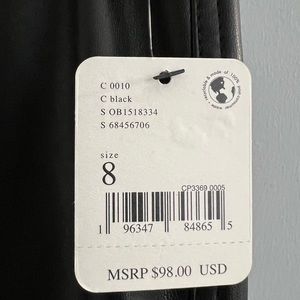 C 0010
C black
S OB1518334
S 68456706
size
8
CP3369 0005
1 96347 84865 5
MSRP $98.00 USD